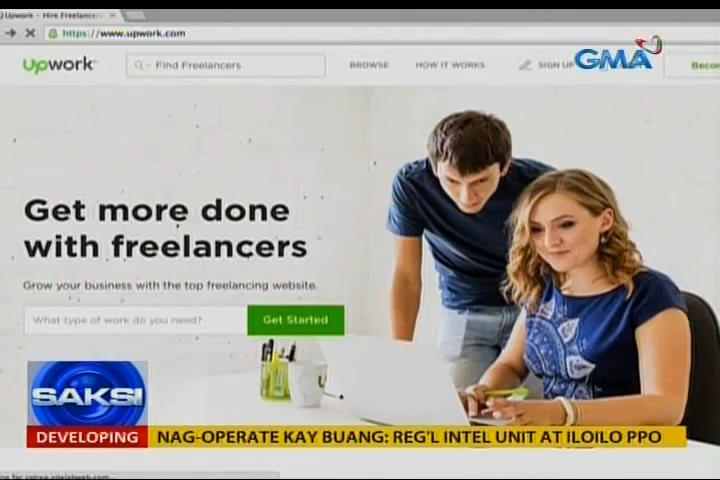 Upwork - Hire Freelancers
https://www.upwork.com
Upwork
Find Freelancers
BROWSE
HOW IT WORKS
SIGN UP
Becom
GMA
Get more done
with freelancers
Grow your business with the top freelancing website.
What type of work do you need?
Get Started
SAKSI
DEVELOPING
NAG-OPERATE KAY BUANG: REG'L INTEL UNIT AT ILOILO PPO